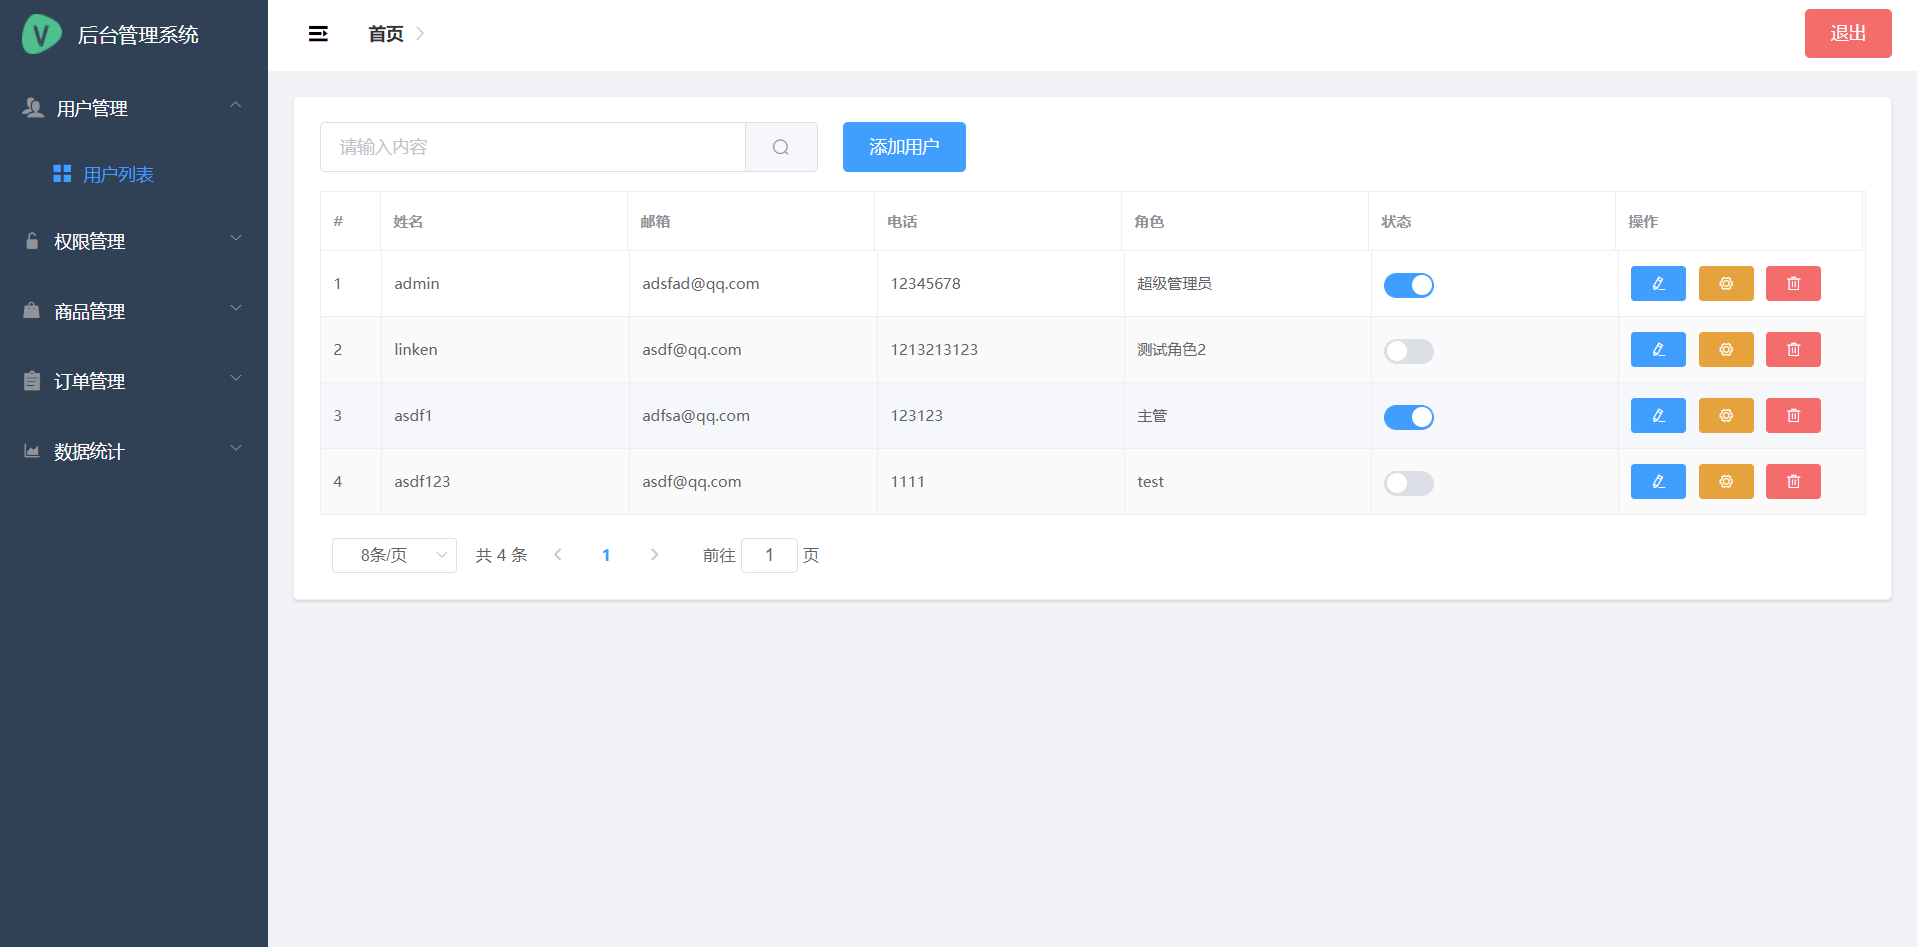 V 后台管理系统
用户管理
用户列表
权限管理
商品管理
订单管理
数据统计
首页
退出
请输入内容
添加用户
# 姓名 邮箱 电话 角色 状态 操作
1 admin adsfad@qq.com 12345678 超级管理员
2 linken asdf@qq.com 1213213123 测试角色2
3 asdf1 adfsa@qq.com 123123 主管
4 asdf123 asdf@qq.com 1111 test
8条/页 共 4 条 1 前往 1 页